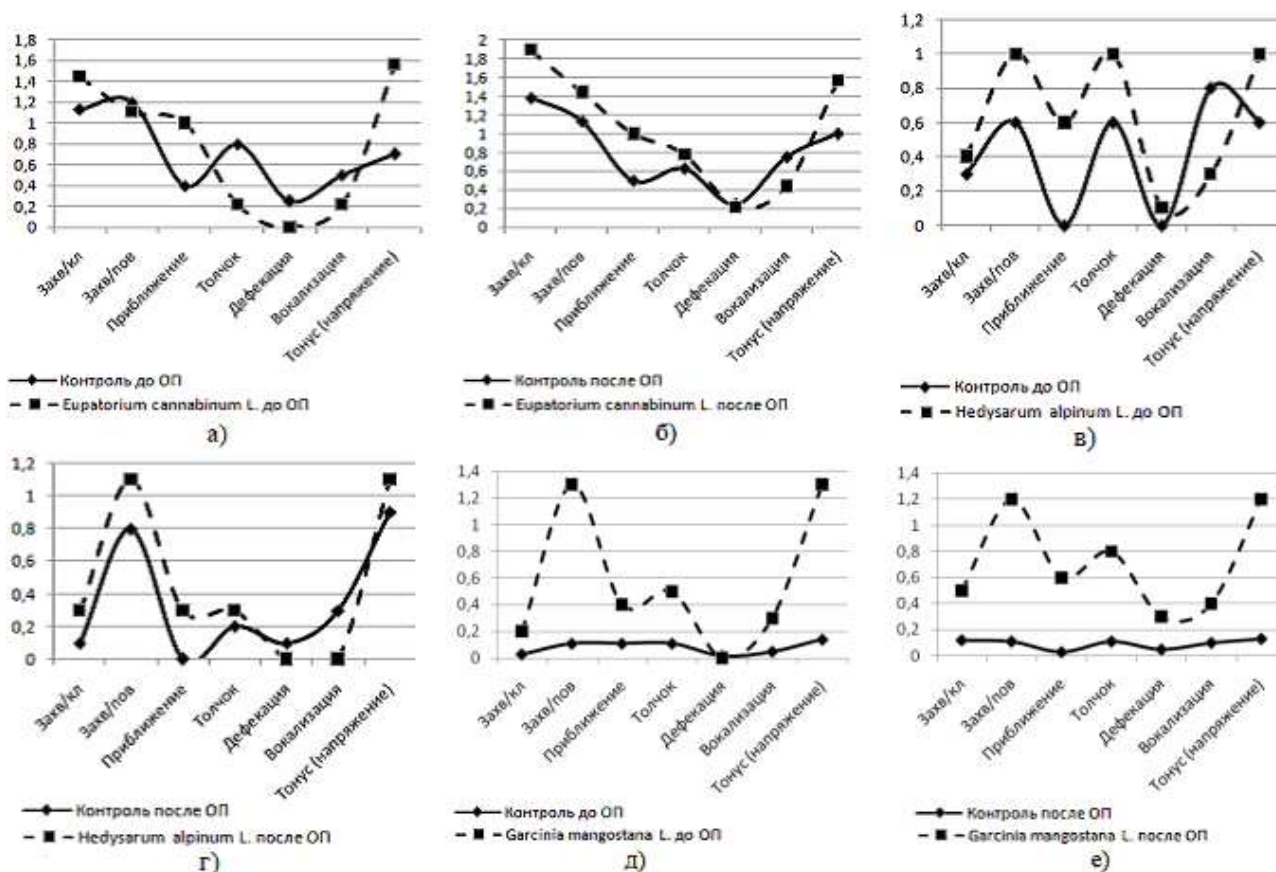 а)
1,8
1,6
1,4
1,2
1
0,8
0,6
0,4
0,2
0
Захв/кл
Захв/пов
Приближение
Толчок
Дефекация
Вокализация
Тонус (напряжение)
Контроль до ОП
Eupatorium cannabinum L. до ОП
б)
2
1,8
1,6
1,4
1,2
1
0,8
0,6
0,4
0,2
0
Захв/кл
Захв/пов
Приближение
Толчок
Дефекация
Вокализация
Тонус (напряжение)
Контроль после ОП
Eupatorium cannabinum L. после ОП
в)
1,2
1
0,8
0,6
0,4
0,2
0
Захв/кл
Захв/пов
Приближение
Толчок
Дефекация
Вокализация
Тонус (напряжение)
Контроль до ОП
Hedysarum alpinum L. до ОП
а)
б)
в)
1,2
1
0,8
0,6
0,4
0,2
0
Захв/кл
Захв/пов
Приближение
Толчок
Дефекация
Вокализация
Тонус (напряжение)
Контроль после ОП
Hedysarum alpinum L. после ОП
г)
1,4
1,2
1
0,8
0,6
0,4
0,2
0
Захв/кл
Захв/пов
Приближение
Толчок
Дефекация
Вокализация
Тонус (напряжение)
Контроль до ОП
Garcinia mangostana L. до ОП
д)
1,4
1,2
1
0,8
0,6
0,4
0,2
0
Захв/кл
Захв/пов
Приближение
Толчок
Дефекация
Вокализация
Тонус (напряжение)
Контроль после ОП
Garcinia mangostana L. после ОП
е)